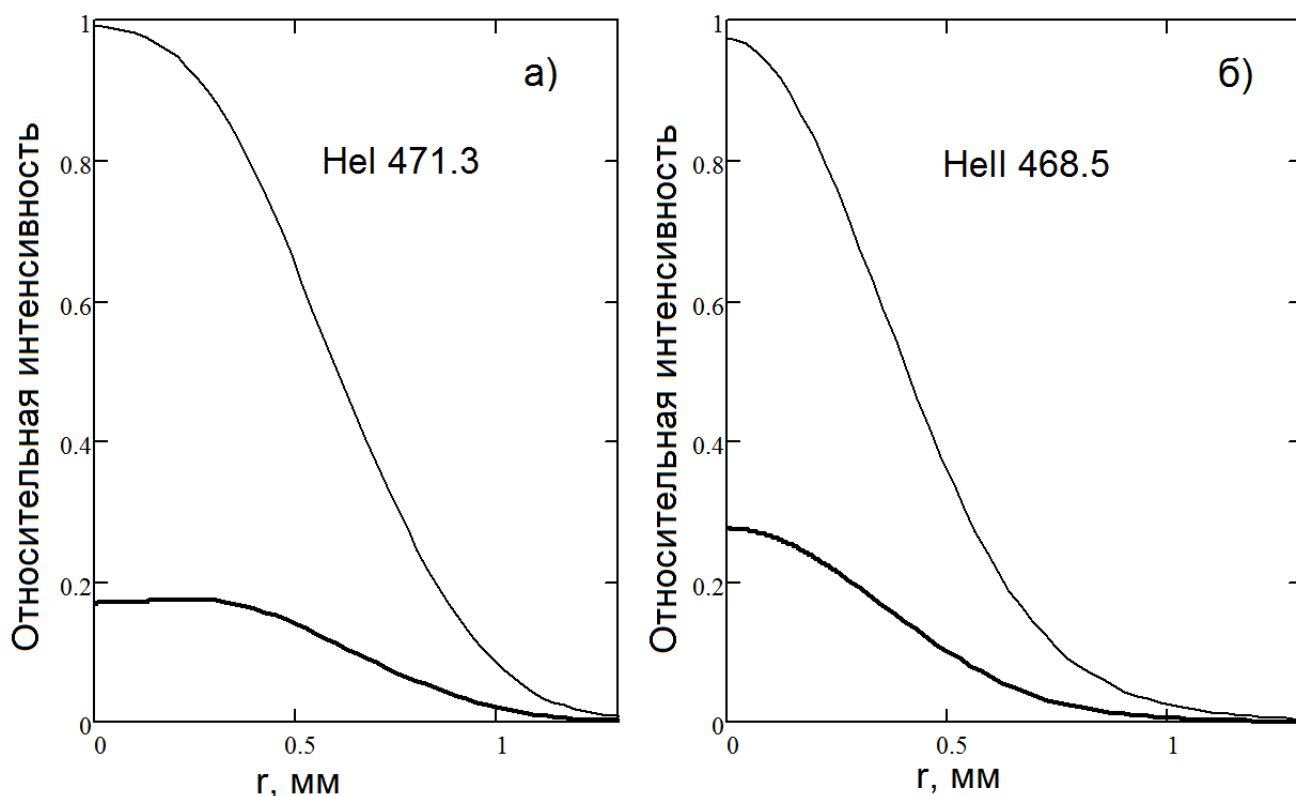 Относительная интенсивность
1
0.8
0.6
0.4
0.2
0
а)
HeI 471.3
0
0.5
1
r, мм
Относительная интенсивность
1
0.8
0.6
0.4
0.2
0
б)
HeII 468.5
0
0.5
1
r, мм